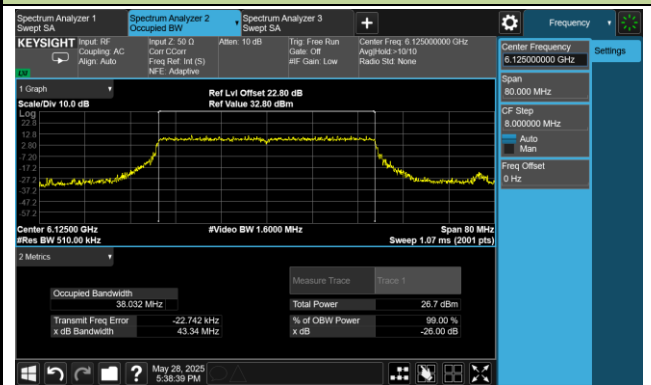 Spectrum Analyzer 1
Swept SA
Spectrum Analyzer 2
Occupied BW
Spectrum Analyzer 3
Swept SA
+
Frequency
KEYSIGHT
Input: RF
Coupling: AC
Align: Auto
Input Z: 50 Ω
Corr CCorr
Freq Ref: Int (S)
NFE: Adaptive
Atten: 10 dB
Trig: Free Run
Gate: Off
#IF Gain: Low
Center Freq: 6.125000000 GHz
Avg|Hold:>10/10
Radio Std: None
LXI
Center Frequency
6.125000000 GHz
Settings
Span
80.000 MHz
CF Step
8.000000 MHz
Auto
Man
Freq Offset
0 Hz
1 Graph
Scale/Div 10.0 dB
Ref Lvl Offset 22.80 dB
Ref Value 32.80 dBm
Log
22.8
12.8
2.80
-7.20
-17.2
-27.2
-37.2
-47.2
-57.2
Center 6.12500 GHz
#Res BW 510.00 kHz
#Video BW 1.6000 MHz
Span 80 MHz
Sweep 1.07 ms (2001 pts)
2 Metrics
Measure Trace
Trace 1
Occupied Bandwidth
38.032 MHz
Total Power
26.7 dBm
Transmit Freq Error
-22.742 kHz
% of OBW Power
99.00 %
x dB Bandwidth
43.34 MHz
x dB
-26.00 dB
?
May 28, 2025
5:38:39 PM